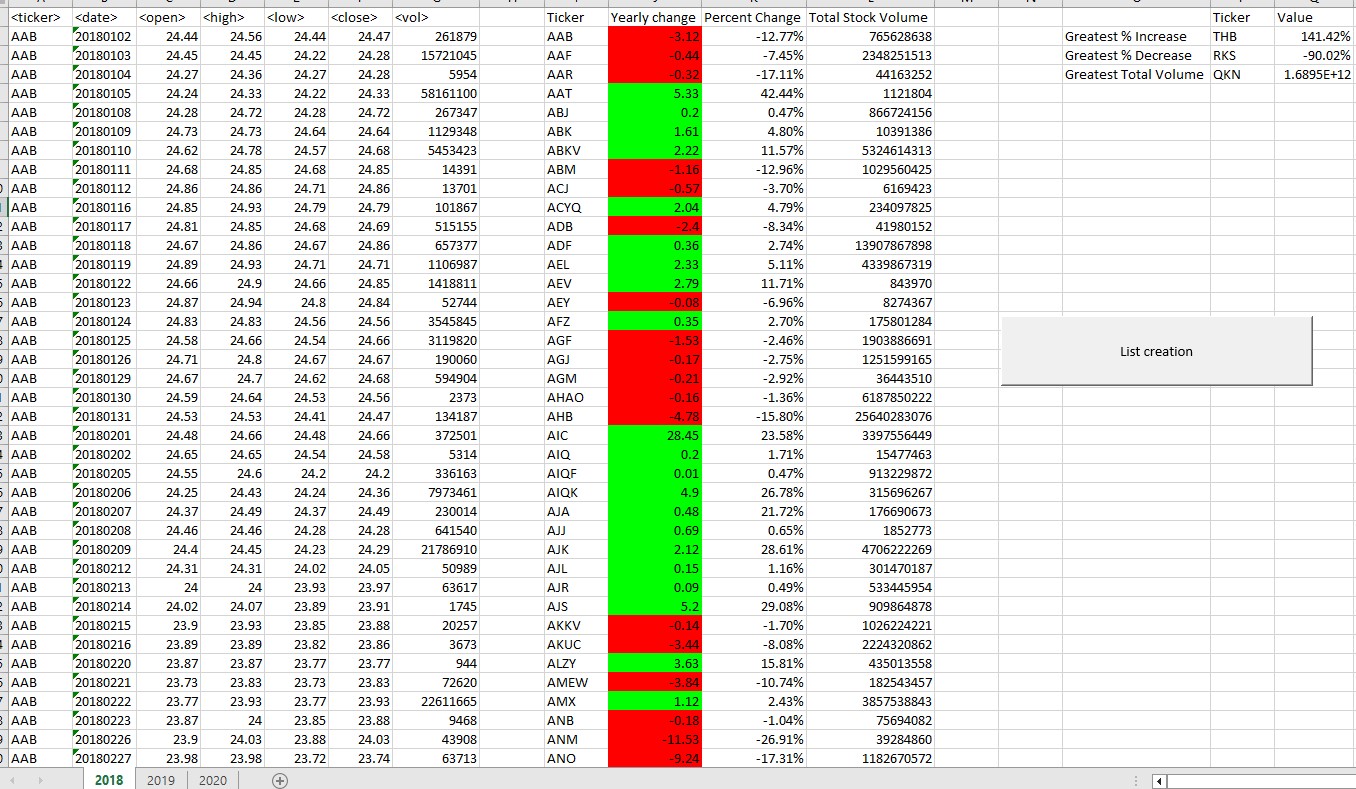 <ticker> <date> <open> <high> <low> <close> <vol> Ticker Yearly change Percent Change Total Stock Volume Ticker Value
AAB 20180102 24.44 24.56 24.44 24.47 261879 AAB -3.12 -12.77% 765628638 Greatest % Increase THB 141.42%
AAB 20180103 24.45 24.45 24.22 24.28 15721045 AAF -0.44 -7.45% 2348251513 Greatest % Decrease RKS -90.02%
AAB 20180104 24.27 24.36 24.27 24.28 5954 AAR -0.32 -17.11% 44163252 Greatest Total Volume QKN 1.6895E+12
AAB 20180105 24.24 24.33 24.22 24.33 58161100 AAT 5.33 42.44% 1121804
AAB 20180108 24.28 24.72 24.28 24.72 267347 ABJ 0.2 0.47% 866724156
AAB 20180109 24.73 24.73 24.64 24.64 1129348 ABK 1.61 4.80% 10391386
AAB 20180110 24.62 24.78 24.57 24.68 5453423 ABKV 2.22 11.57% 5324614313
AAB 20180111 24.68 24.85 24.68 24.85 14391 ABM -1.16 -12.96% 1029560425
AAB 20180112 24.86 24.86 24.71 24.86 13701 ACJ -0.57 -3.70% 6169423
AAB 20180116 24.85 24.93 24.79 24.79 101867 ACYQ 2.04 4.79% 234097825
AAB 20180117 24.81 24.85 24.68 24.69 515155 ADB -2.4 -8.34% 41980152
AAB 20180118 24.67 24.86 24.67 24.86 657377 ADF 0.36 2.74% 13907867898
AAB 20180119 24.89 24.93 24.71 24.71 1106987 AEL 2.33 5.11% 4339867319
AAB 20180122 24.66 24.9 24.66 24.85 1418811 AEV 2.79 11.71% 843970
AAB 20180123 24.87 24.94 24.8 24.84 52744 AEY -0.08 -6.96% 8274367
AAB 20180124 24.83 24.83 24.56 24.56 3545845 AFZ 0.35 2.70% 175801284
AAB 20180125 24.58 24.66 24.54 24.66 3119820 AGF -1.53 -2.46% 1903886691
AAB 20180126 24.71 24.8 24.67 24.67 190060 AGJ -0.17 -2.75% 1251599165
List creation
AAB 20180129 24.67 24.7 24.62 24.68 594904 AGM -0.21 -2.92% 36443510
AAB 20180130 24.59 24.64 24.53 24.56 2373 AHAO -0.16 -1.36% 6187850222
AAB 20180131 24.53 24.53 24.41 24.47 134187 AHB -4.78 -15.80% 25640283076
AAB 20180201 24.48 24.66 24.48 24.66 372501 AIC 28.45 23.58% 3397556449
AAB 20180202 24.65 24.65 24.54 24.58 5314 AIQ 0.2 1.71% 15477463
AAB 20180205 24.55 24.6 24.2 24.2 336163 AIQF 0.01 0.47% 913229872
AAB 20180206 24.25 24.43 24.24 24.36 7973461 AIQK 4.9 26.78% 315696267
AAB 20180207 24.37 24.49 24.37 24.49 230014 AJA 0.48 21.72% 176690673
AAB 20180208 24.46 24.46 24.28 24.28 641540 AJJ 0.69 0.65% 1852773
AAB 20180209 24.4 24.45 24.23 24.29 21786910 AJK 2.12 28.61% 4706222269
AAB 20180212 24.31 24.31 24.02 24.05 50989 AJL 0.15 1.16% 301470187
AAB 20180213 24 24 23.93 23.97 63617 AJR 0.09 0.49% 533445954
AAB 20180214 24.02 24.07 23.89 23.91 1745 AJS 5.2 29.08% 909864878
AAB 20180215 23.9 23.93 23.85 23.88 20257 AKKV -0.14 -1.70% 1026224221
AAB 20180216 23.89 23.89 23.82 23.86 3673 AKUC -3.44 -8.08% 2224320862
AAB 20180220 23.87 23.87 23.77 23.77 944 ALZY 3.63 15.81% 435013558
AAB 20180221 23.73 23.83 23.73 23.83 72620 AMEW -3.84 -10.74% 182543457
AAB 20180222 23.77 23.93 23.77 23.93 22611665 AMX 1.12 2.43% 3857538843
AAB 20180223 23.87 24 23.85 23.88 9468 ANB -0.18 -1.04% 75694082
AAB 20180226 23.9 24.03 23.88 24.03 43908 ANM -11.53 -26.91% 39284860
AAB 20180227 23.98 23.98 23.72 23.74 63713 ANO -9.24 -17.31% 1182670572
2018 2019 2020